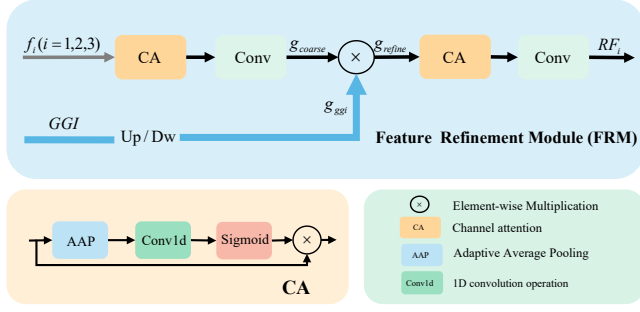 f_i(i = 1,2,3)
CA
Conv
g_coarse
×
g_refine
CA
Conv
RF_i
g_ggi
GGI
Up / Dw
Feature Refinement Module (FRM)
AAP
Conv1d
Sigmoid
×
CA
× Element-wise Multiplication
CA Channel attention
AAP Adaptive Average Pooling
Conv1d 1D convolution operation